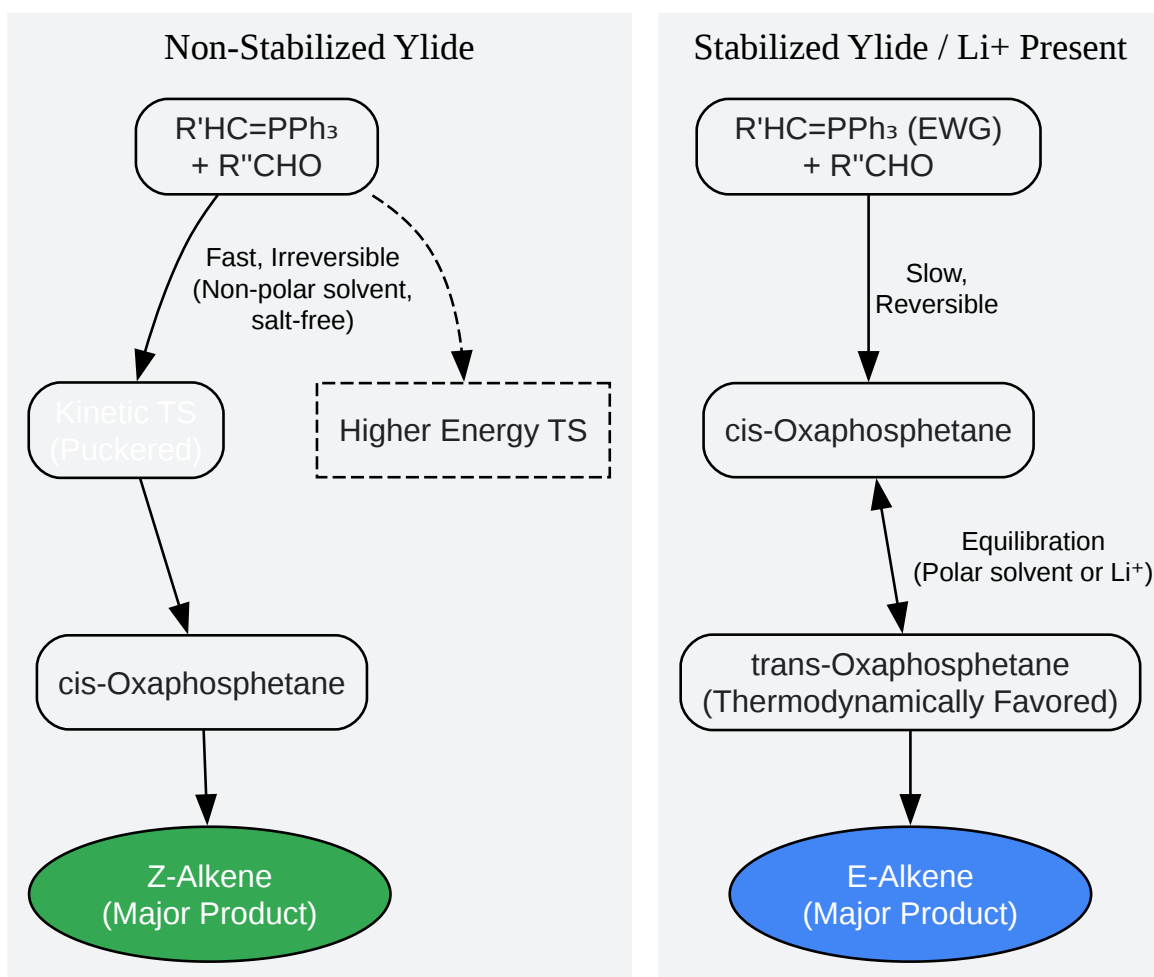 Non-Stabilized Ylide
R'HC=PPh₃
+ R"CHO
Fast, Irreversible
(Non-polar solvent,
salt-free)
Kinetic TS
(Puckered)
Higher Energy TS
cis-Oxaphosphetane
Z-Alkene
(Major Product)
Stabilized Ylide / Li+ Present
R'HC=PPh₃ (EWG)
+ R"CHO
Slow,
Reversible
cis-Oxaphosphetane
Equilibration
(Polar solvent or Li⁺)
trans-Oxaphosphetane
(Thermodynamically Favored)
E-Alkene
(Major Product)